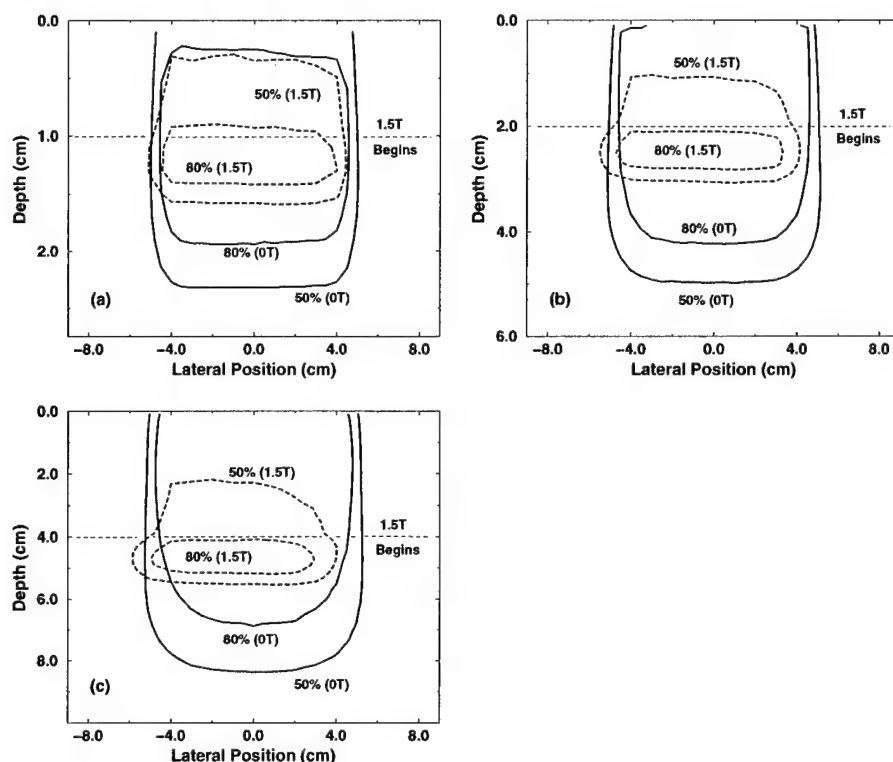 0.0
1.0
2.0
Depth (cm)
50% (1.5T)
80% (1.5T)
80% (0T)
50% (0T)
1.5T
Begins
(a)
−8.0 −4.0 0.0 4.0 8.0
Lateral Position (cm)
0.0
2.0
4.0
6.0
Depth (cm)
50% (1.5T)
80% (1.5T)
80% (0T)
50% (0T)
1.5T
Begins
(b)
−8.0 −4.0 0.0 4.0 8.0
Lateral Position (cm)
0.0
2.0
4.0
6.0
8.0
Depth (cm)
50% (1.5T)
80% (1.5T)
80% (0T)
50% (0T)
1.5T
Begins
(c)
−8.0 −4.0 0.0 4.0 8.0
Lateral Position (cm)